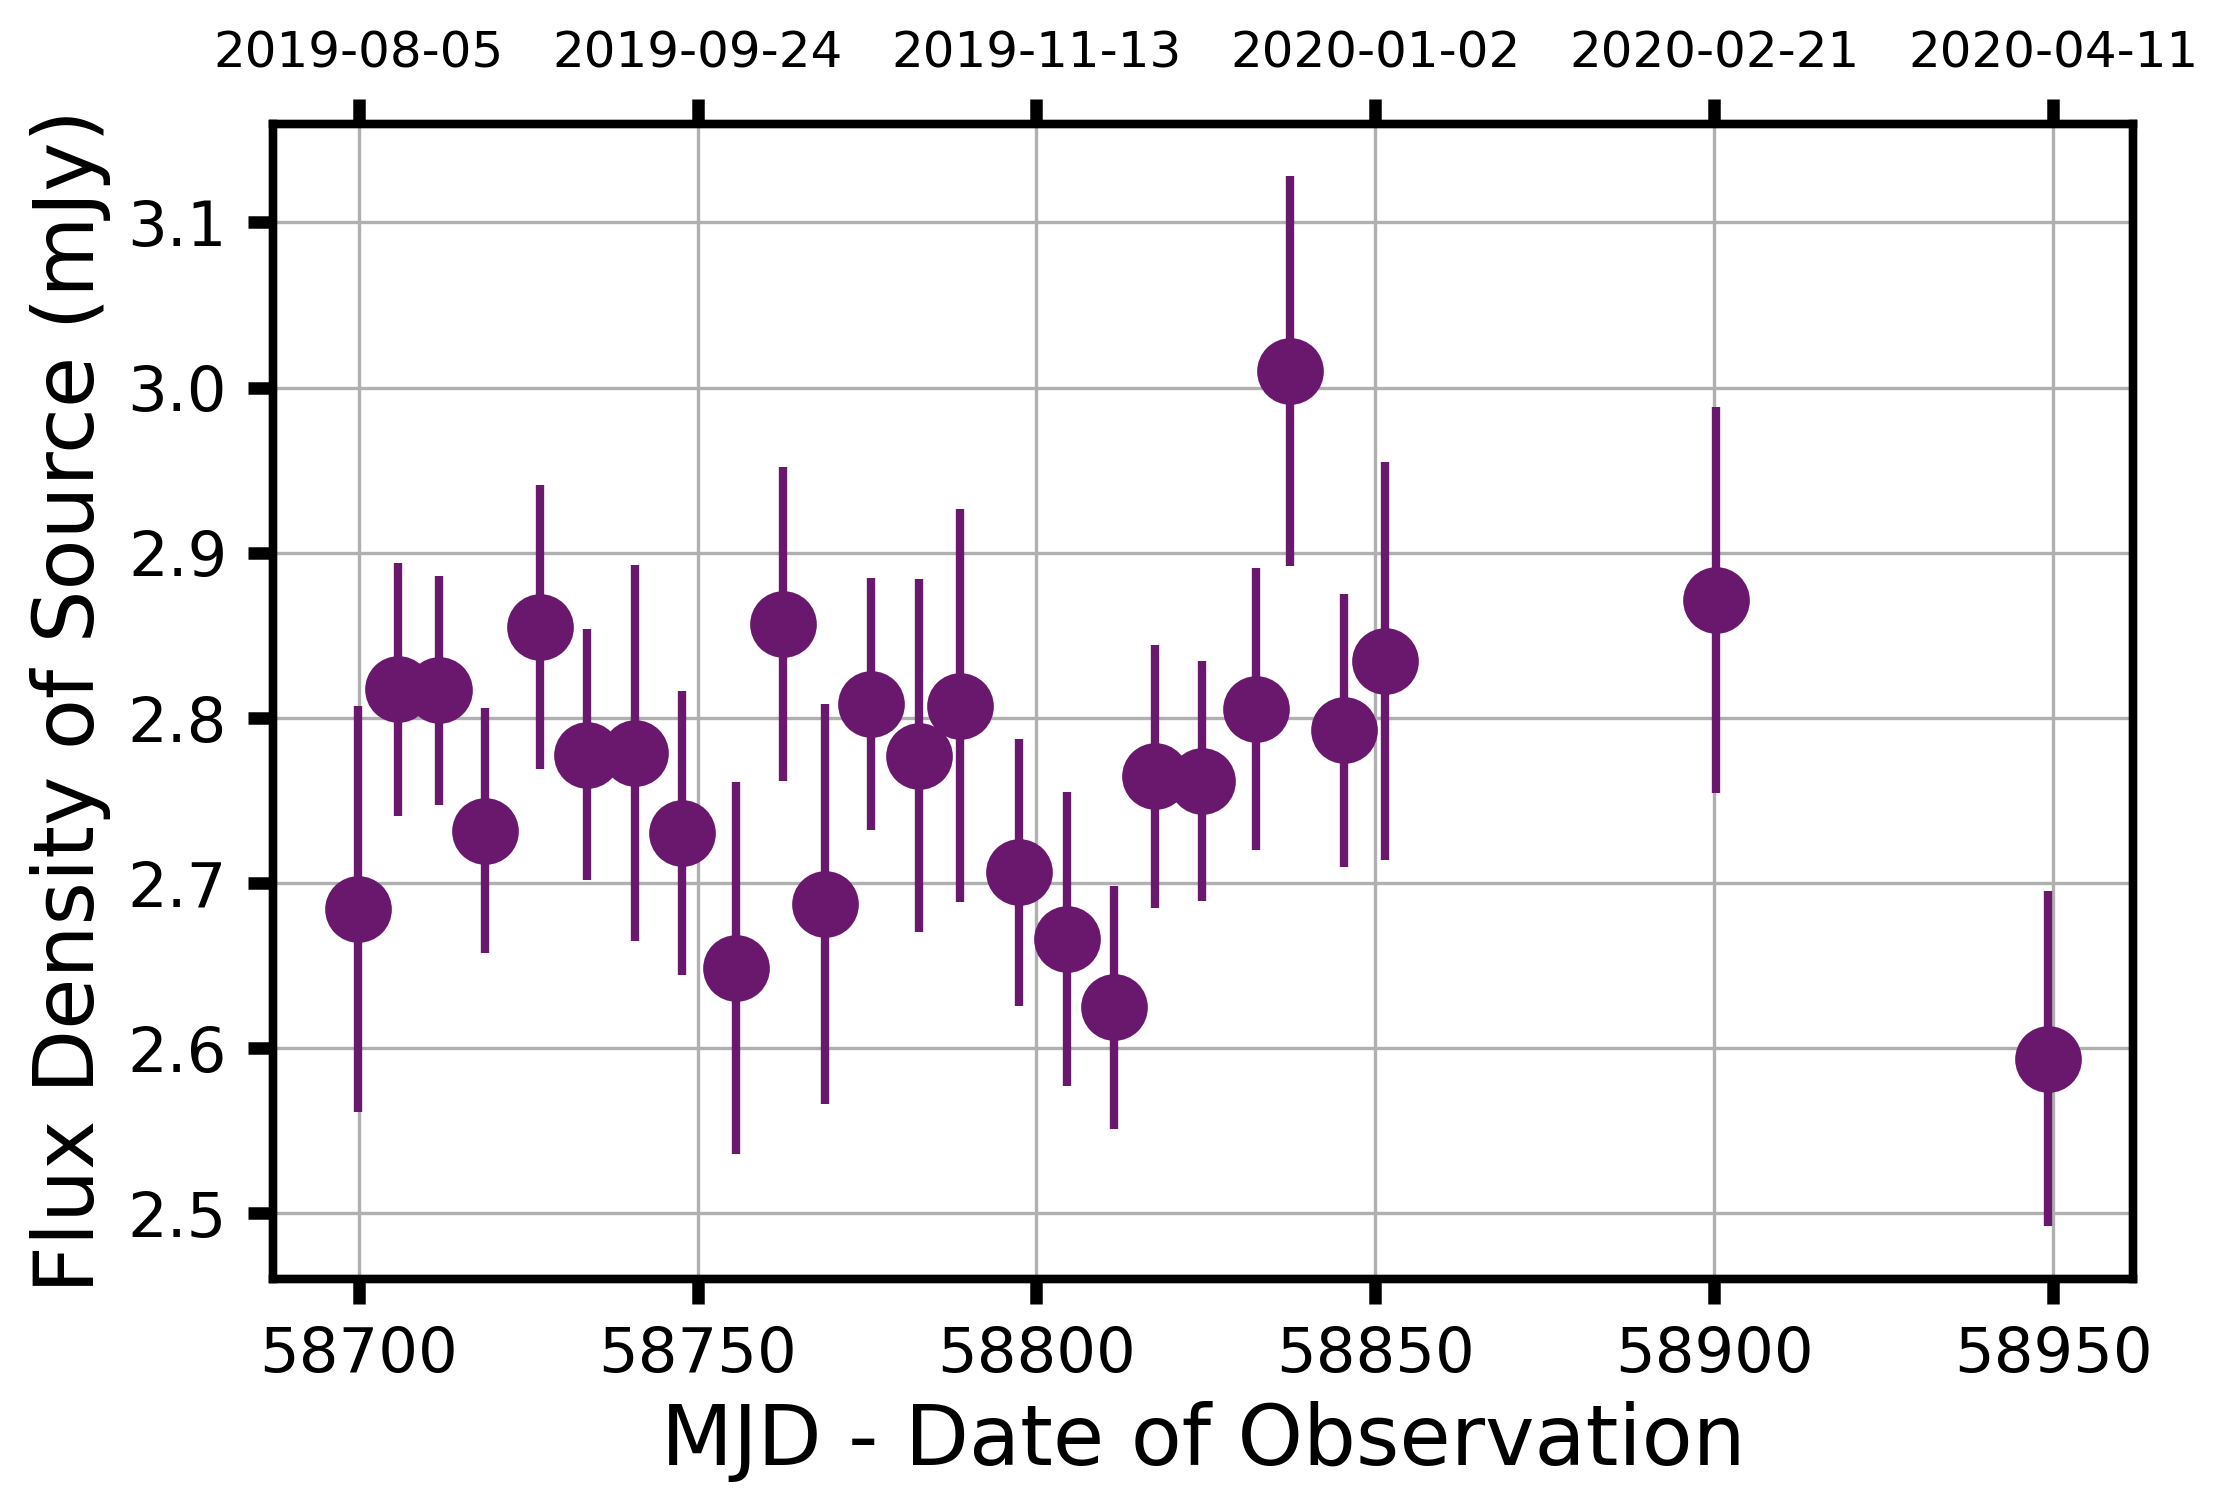 2019-08-05 2019-09-24 2019-11-13 2020-01-02 2020-02-21 2020-04-11
Flux Density of Source (mJy)
3.1
3.0
2.9
2.8
2.7
2.6
2.5
58700 58750 58800 58850 58900 58950
MJD - Date of Observation